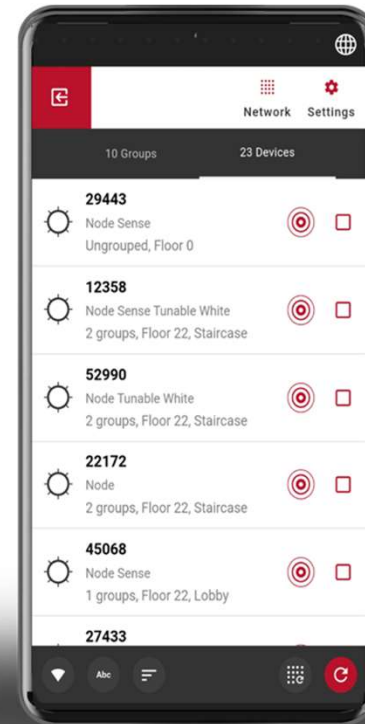 Network Settings
10 Groups 23 Devices
29443
Node Sense
Ungrouped, Floor 0
12358
Node Sense Tunable White
2 groups, Floor 22, Staircase
52990
Node Tunable White
2 groups, Floor 22, Staircase
22172
Node
2 groups, Floor 22, Staircase
45068
Node Sense
1 groups, Floor 22, Lobby
27433
Abc